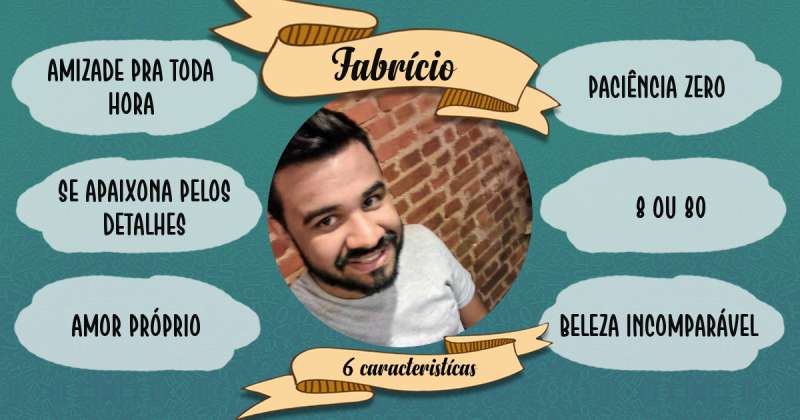 Fabrício
AMIZADE PRA TODA
HORA
SE APAIXONA PELOS
DETALHES
AMOR PRÓPRIO
PACIÊNCIA ZERO
8 OU 80
BELEZA INCOMPARÁVEL
6 caracteristícas